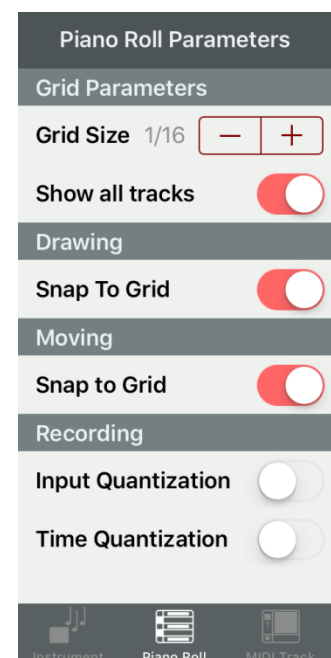 Piano Roll Parameters
Grid Parameters
Grid Size 1/16 − +
Show all tracks
Drawing
Snap To Grid
Moving
Snap to Grid
Recording
Input Quantization
Time Quantization
Instrument Piano Roll MIDI Track